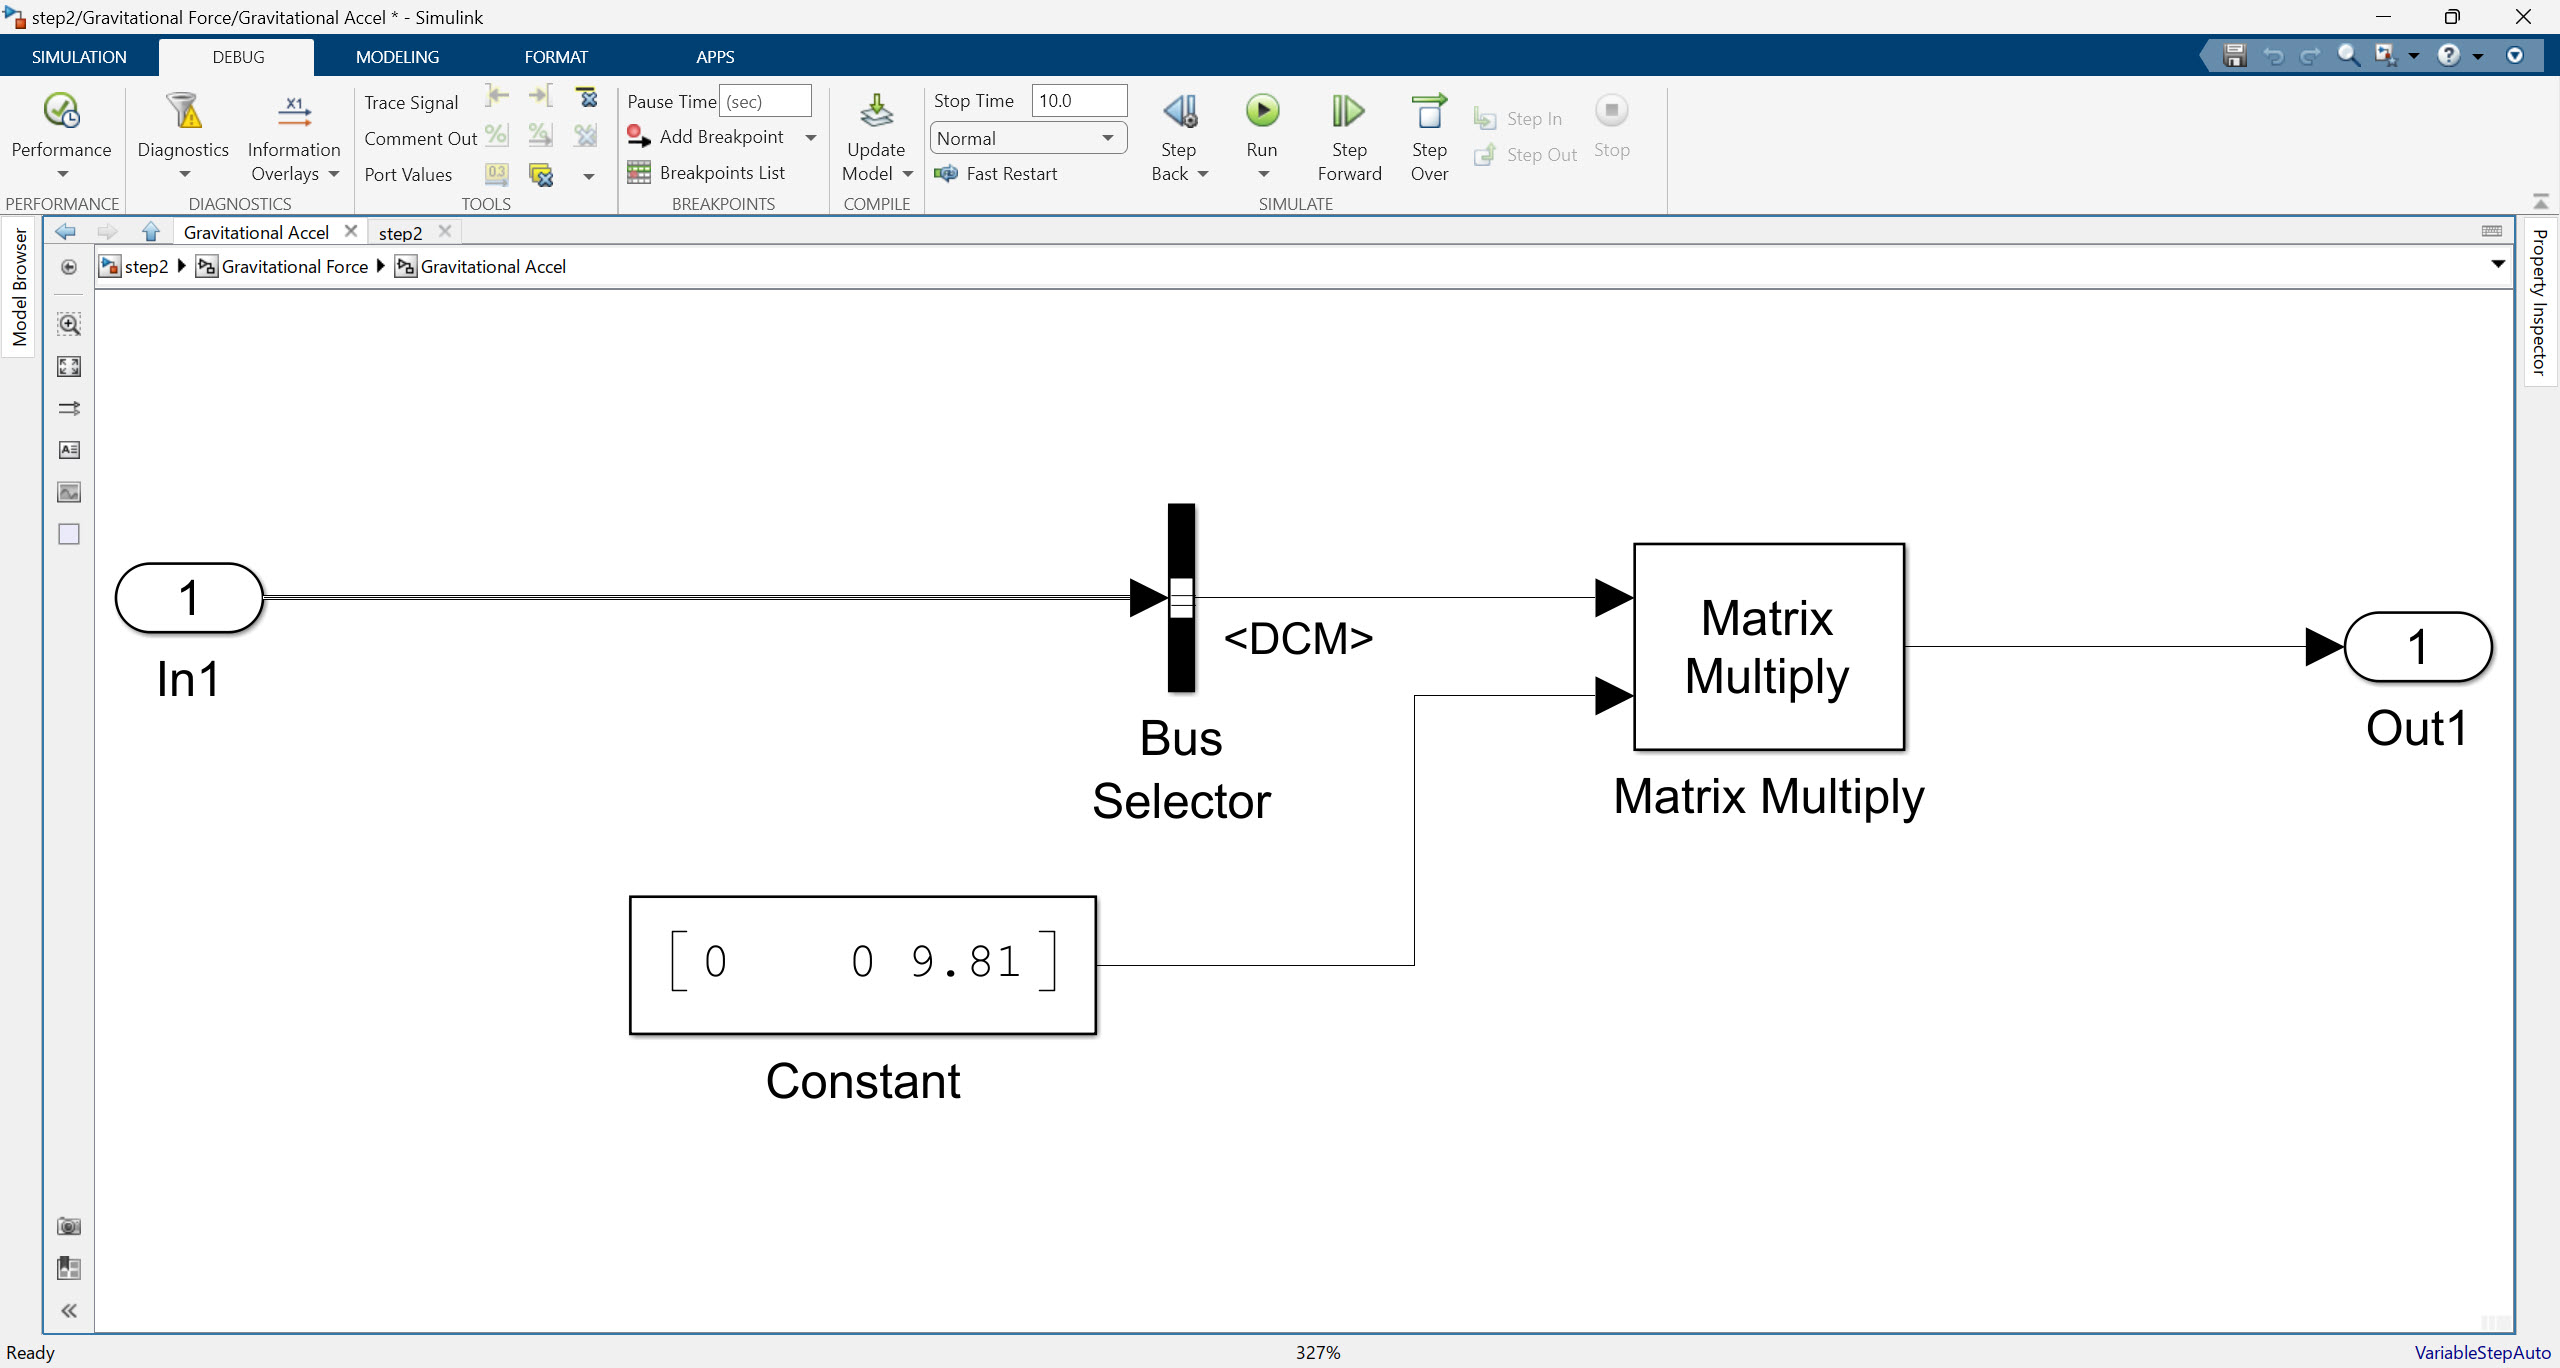 step2/Gravitational Force/Gravitational Accel * - Simulink
SIMULATION DEBUG MODELING FORMAT APPS
Performance
Diagnostics
Information
Overlays
Trace Signal
Comment Out
Port Values
Pause Time (sec)
Add Breakpoint
Breakpoints List
Update
Model
Stop Time 10.0
Normal
Fast Restart
Step
Back
Run
Step
Forward
Step
Over
Step In
Step Out
Stop
PERFORMANCE DIAGNOSTICS TOOLS BREAKPOINTS COMPILE SIMULATE
Model Browser
Gravitational Accel step2
step2 Gravitational Force Gravitational Accel
Property Inspector
1
In1
<DCM>
Bus
Selector
Matrix
Multiply
Matrix Multiply
1
Out1
[ 0 0 9.81 ]
Constant
Ready 327% VariableStepAuto